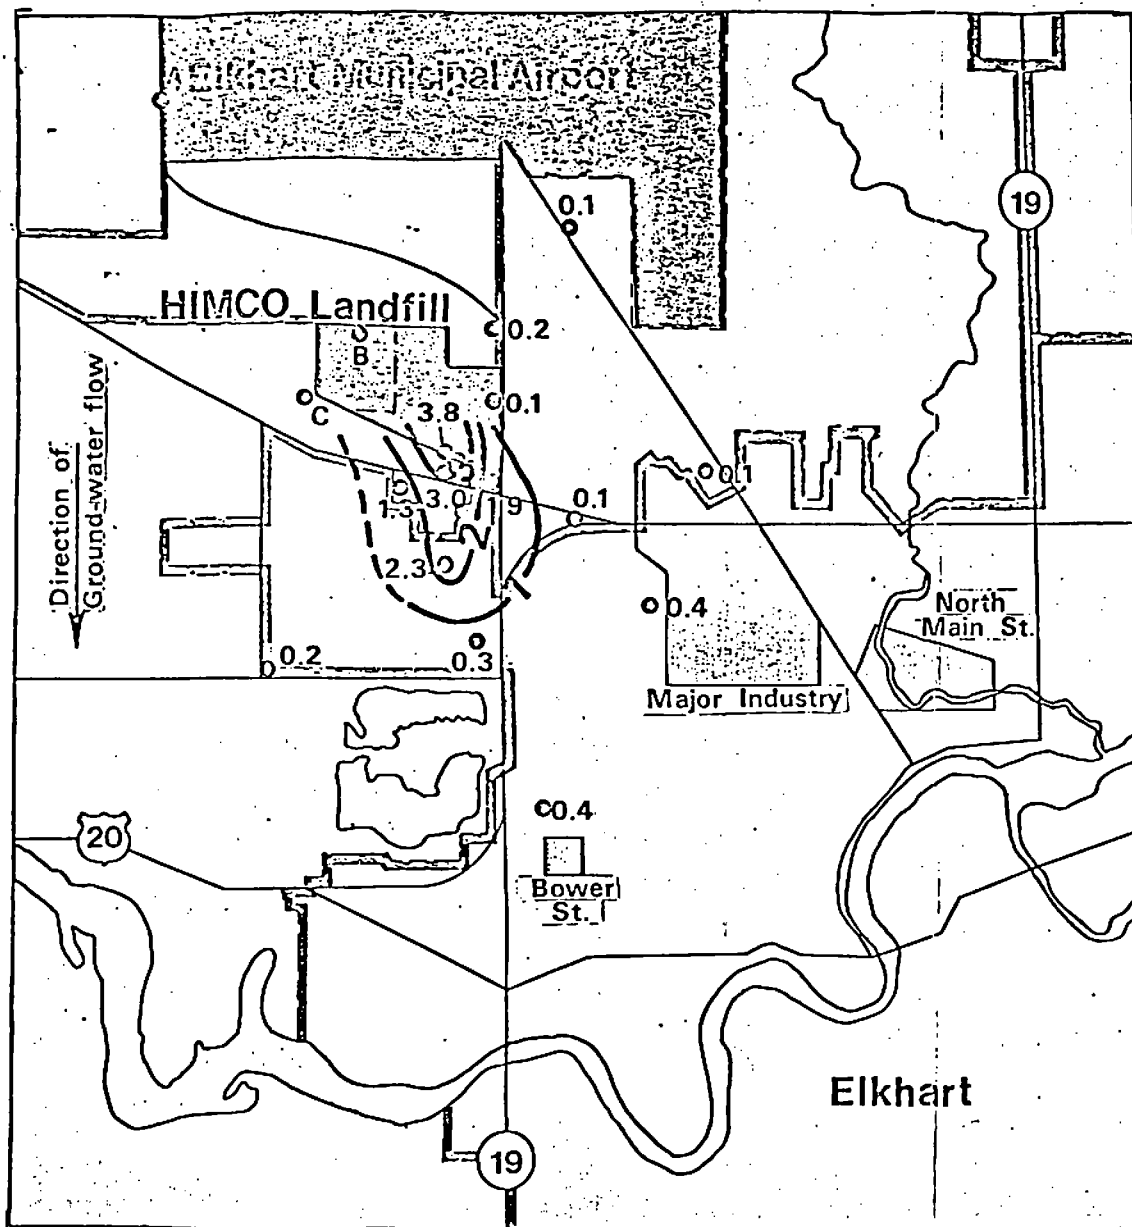 Elkhart Municipal Airport
19
0.1
HIMCO Landfill
0.2
B
C
0.1
3.8
Direction of
Ground-water flow
0.1
1.3
3.0
9
0.1
2.3
0.4
North
Main St.
0.2
0.3
Major Industry
20
0.4
Bower
St.
Elkhart
19